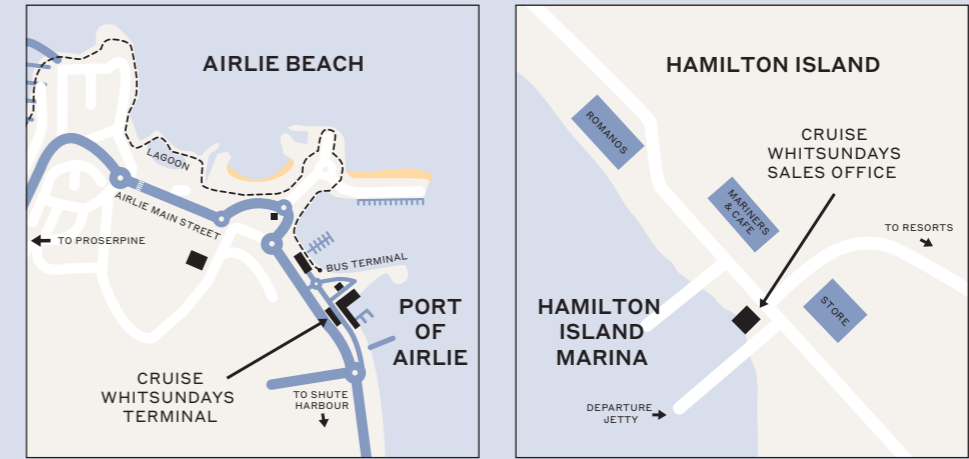 AIRLIE BEACH
LAGOON
AIRLIE MAIN STREET
TO PROSERPINE
BUS TERMINAL
PORT
OF
AIRLIE
CRUISE
WHITSUNDAYS
TERMINAL
TO SHUTE
HARBOUR
HAMILTON ISLAND
ROMANOS
CRUISE
WHITSUNDAYS
SALES OFFICE
MARINERS
& CAFE
TO RESORTS
HAMILTON
ISLAND
MARINA
STORE
DEPARTURE
JETTY